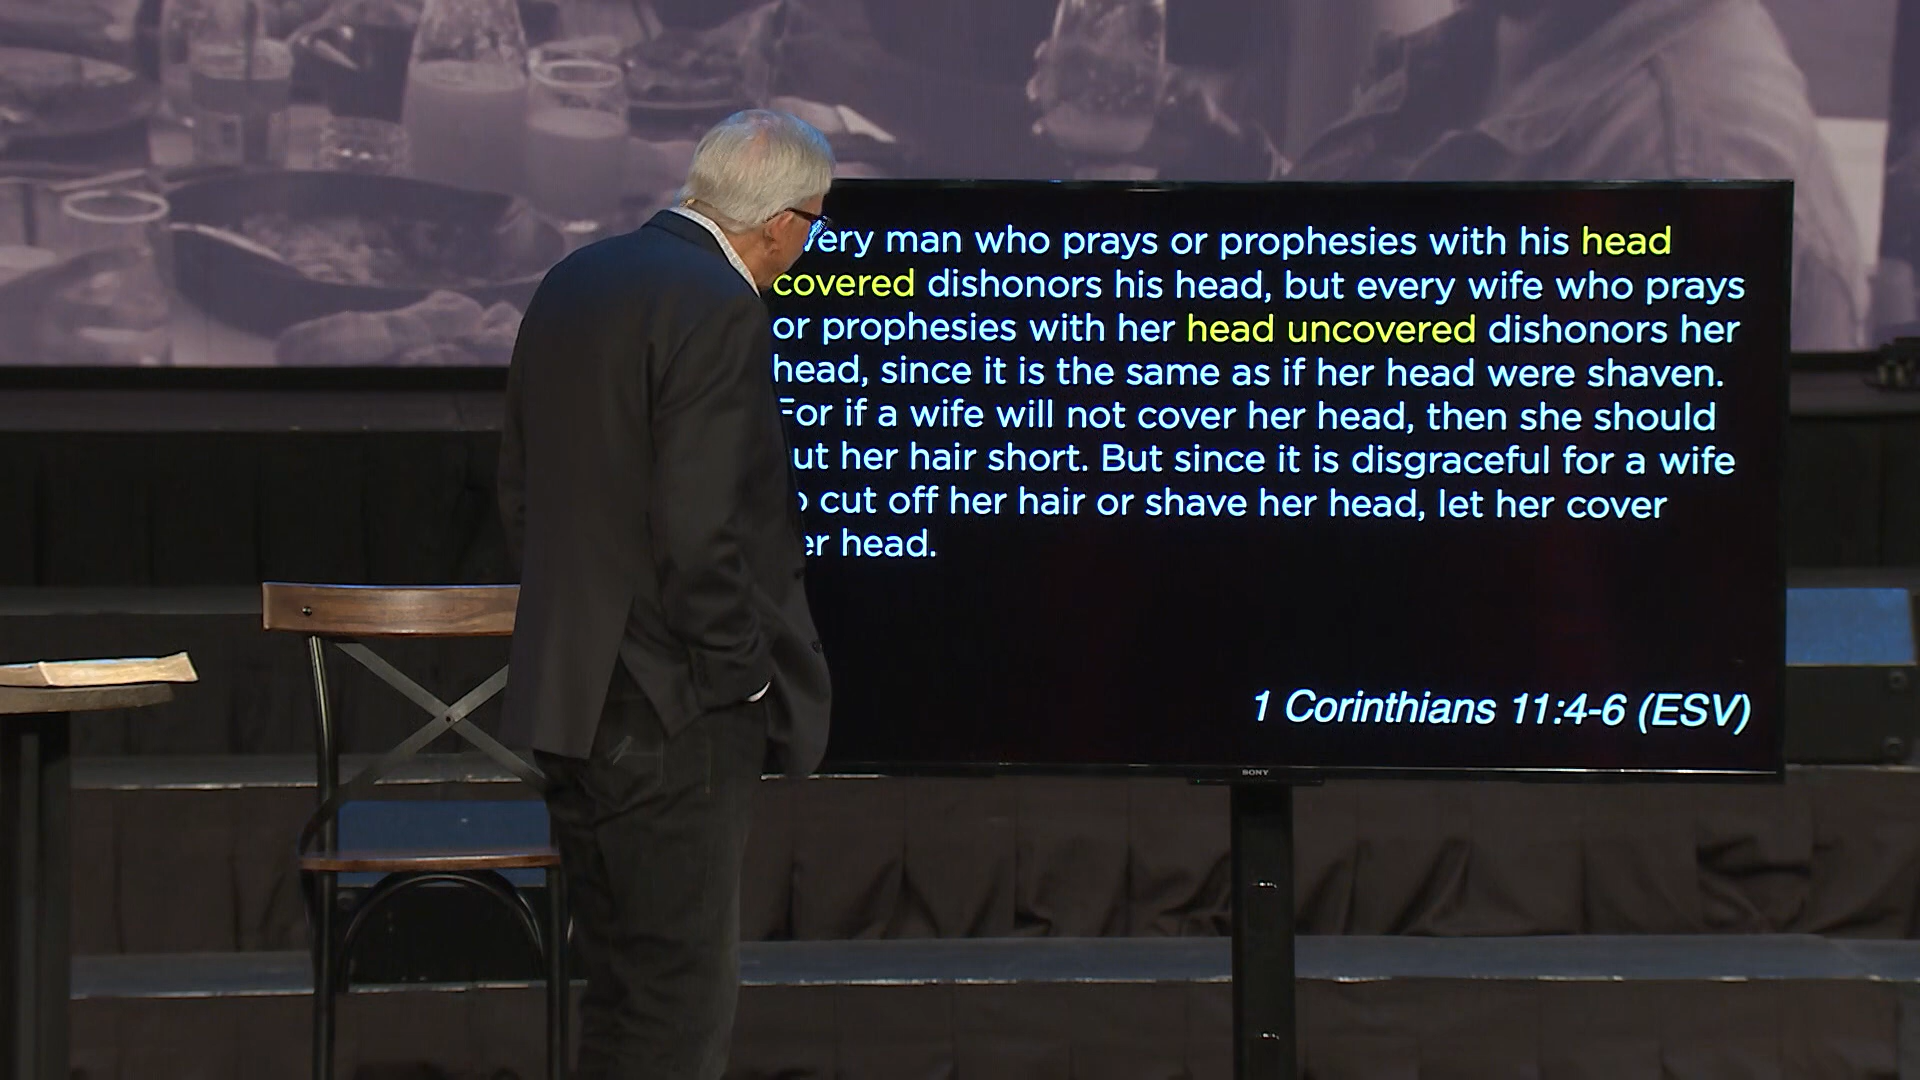 very man who prays or prophesies with his head
covered dishonors his head, but every wife who prays
or prophesies with her head uncovered dishonors her
head, since it is the same as if her head were shaven.
For if a wife will not cover her head, then she should
ut her hair short. But since it is disgraceful for a wife
o cut off her hair or shave her head, let her cover
er head.
1 Corinthians 11:4-6 (ESV)
SONY